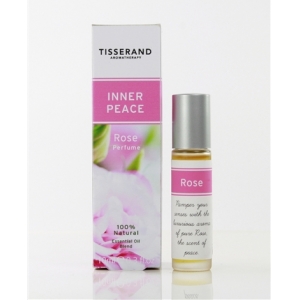 TISSERAND
AROMATHERAPY
INNER
PEACE
Rose
Perfume
100%
Natural
Essential Oil
Blend
Rose
Pamper your
senses with the
luxurious aroma
of pure Rose
the scent of
peace